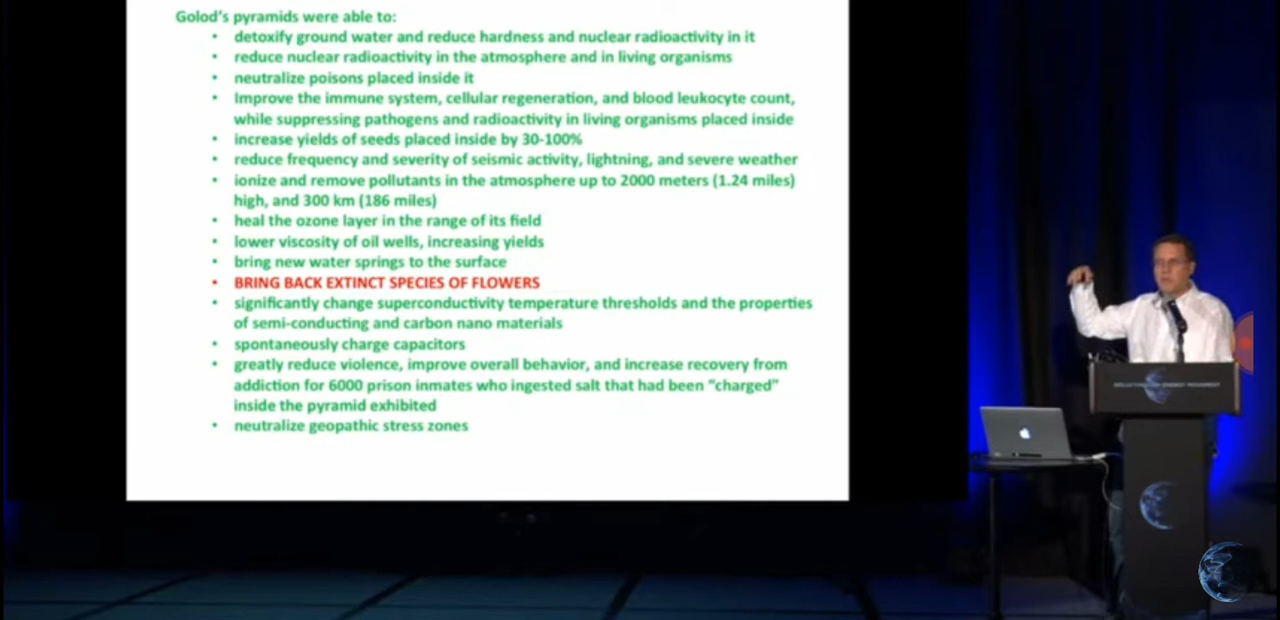 Golod's pyramids were able to:
• detoxify ground water and reduce hardness and nuclear radioactivity in it
• reduce nuclear radioactivity in the atmosphere and in living organisms
• neutralize poisons placed inside it
• Improve the immune system, cellular regeneration, and blood leukocyte count,
while suppressing pathogens and radioactivity in living organisms placed inside
• increase yields of seeds placed inside by 30-100%
• reduce frequency and severity of seismic activity, lightning, and severe weather
• ionize and remove pollutants in the atmosphere up to 2000 meters (1.24 miles)
high, and 300 km (186 miles)
• heal the ozone layer in the range of its field
• lower viscosity of oil wells, increasing yields
• bring new water springs to the surface
• BRING BACK EXTINCT SPECIES OF FLOWERS
• significantly change superconductivity temperature thresholds and the properties
of semi-conducting and carbon nano materials
• spontaneously charge capacitors
• greatly reduce violence, improve overall behavior, and increase recovery from
addiction for 6000 prison inmates who ingested salt that had been "charged"
inside the pyramid exhibited
• neutralize geopathic stress zones
ENERGY MOVEMENT